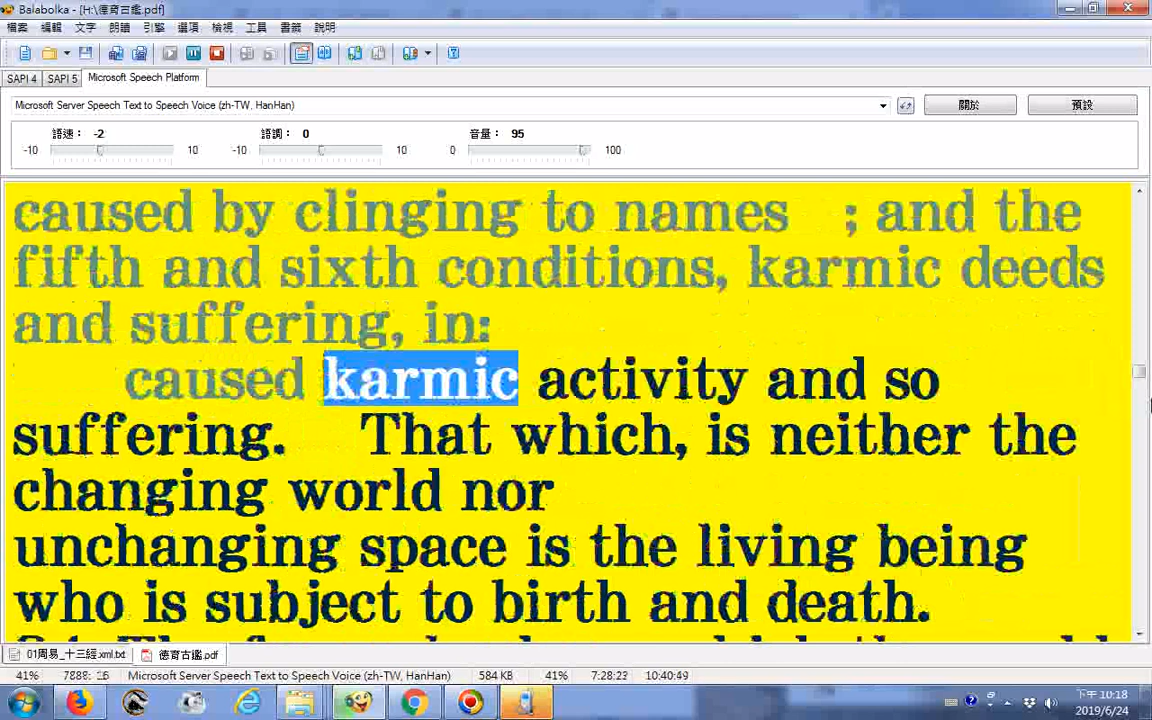 Balabolka - [H:\德育古鑑.pdf]
檔案 編輯 文字 朗讀 引擎 選項 檢視 工具 書籤 說明
SAPI 4 SAPI 5 Microsoft Speech Platform
Microsoft Server Speech Text to Speech Voice (zh-TW, HanHan) 關於 預設
語速： -2 語調： 0 音量： 95
-10 10 -10 10 0 100
caused by clinging to names ; and the
fifth and sixth conditions, karmic deeds
and suffering, in:
caused karmic activity and so
suffering. That which, is neither the
changing world nor
unchanging space is the living being
who is subject to birth and death.
01周易_十三經.xml.txt 德育古鑑.pdf
41% 7888: 16 Microsoft Server Speech Text to Speech Voice (zh-TW, HanHan) 584 KB 41% 7:28:23 10:40:49
下午 10:18
2019/6/24